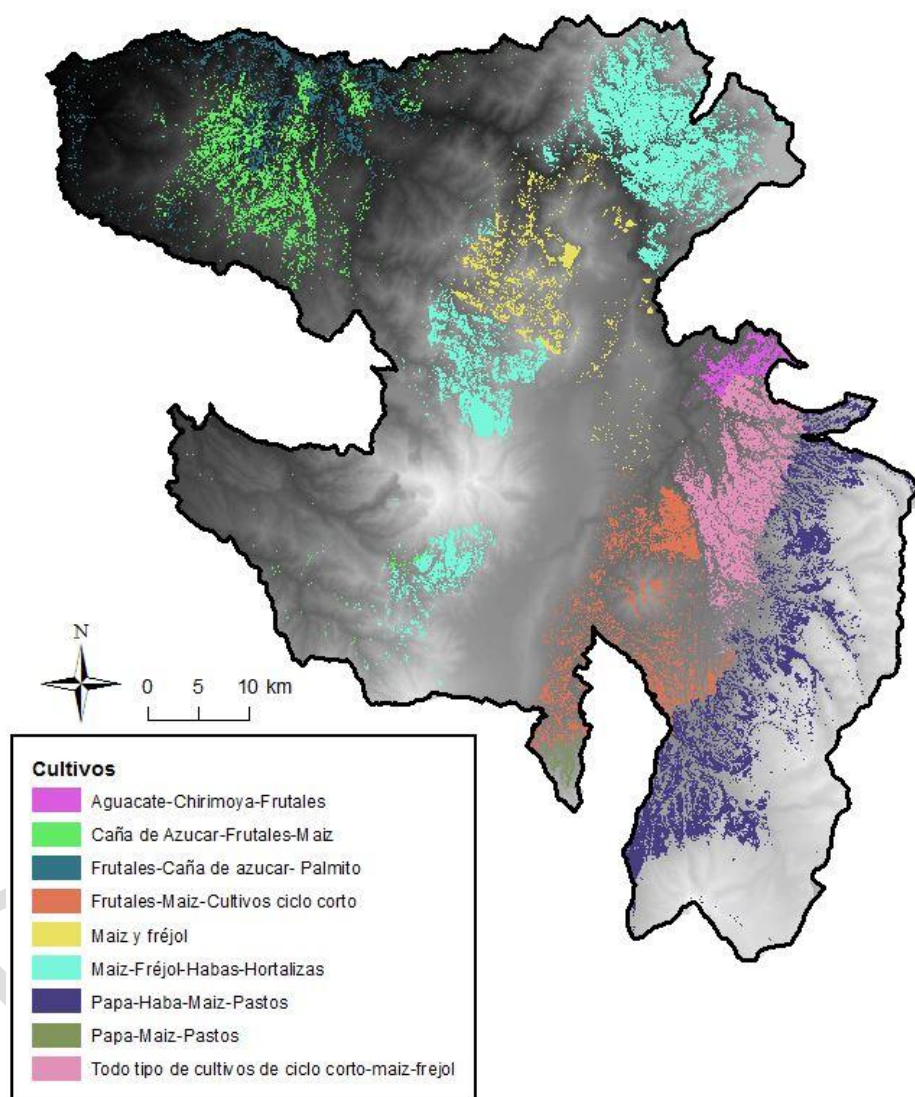 N
0 5 10 km
Cultivos
Aguacate-Chirimoya-Frutales
Caña de Azucar-Frutales-Maiz
Frutales-Caña de azucar- Palmito
Frutales-Maiz-Cultivos ciclo corto
Maiz y fréjol
Maiz-Fréjol-Habas-Hortalizas
Papa-Haba-Maiz-Pastos
Papa-Maiz-Pastos
Todo tipo de cultivos de ciclo corto-maiz-frejol